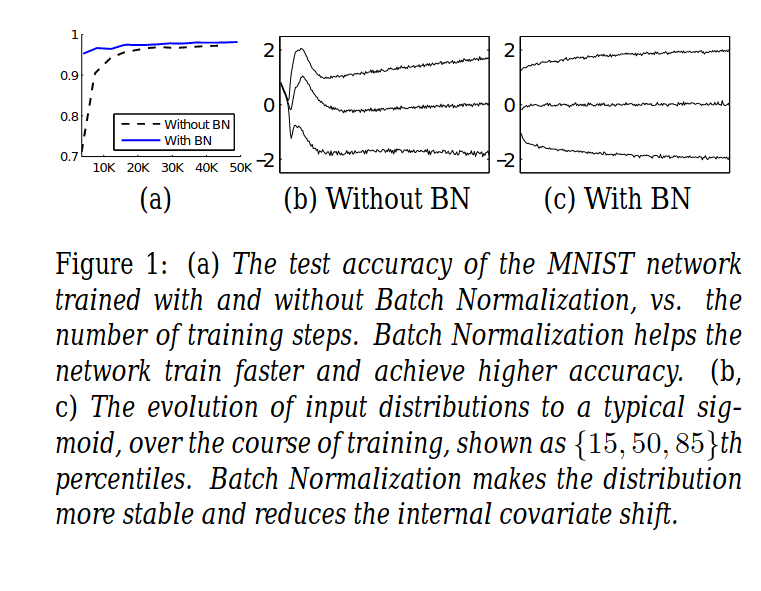 1
0.9
0.8
0.7
Without BN
With BN
10K 20K 30K 40K 50K
2
0
−2
2
0
−2
(a)
(b) Without BN
(c) With BN
Figure 1: (a) The test accuracy of the MNIST network
trained with and without Batch Normalization, vs. the
number of training steps. Batch Normalization helps the
network train faster and achieve higher accuracy. (b,
c) The evolution of input distributions to a typical sig-
moid, over the course of training, shown as {15, 50, 85}th
percentiles. Batch Normalization makes the distribution
more stable and reduces the internal covariate shift.